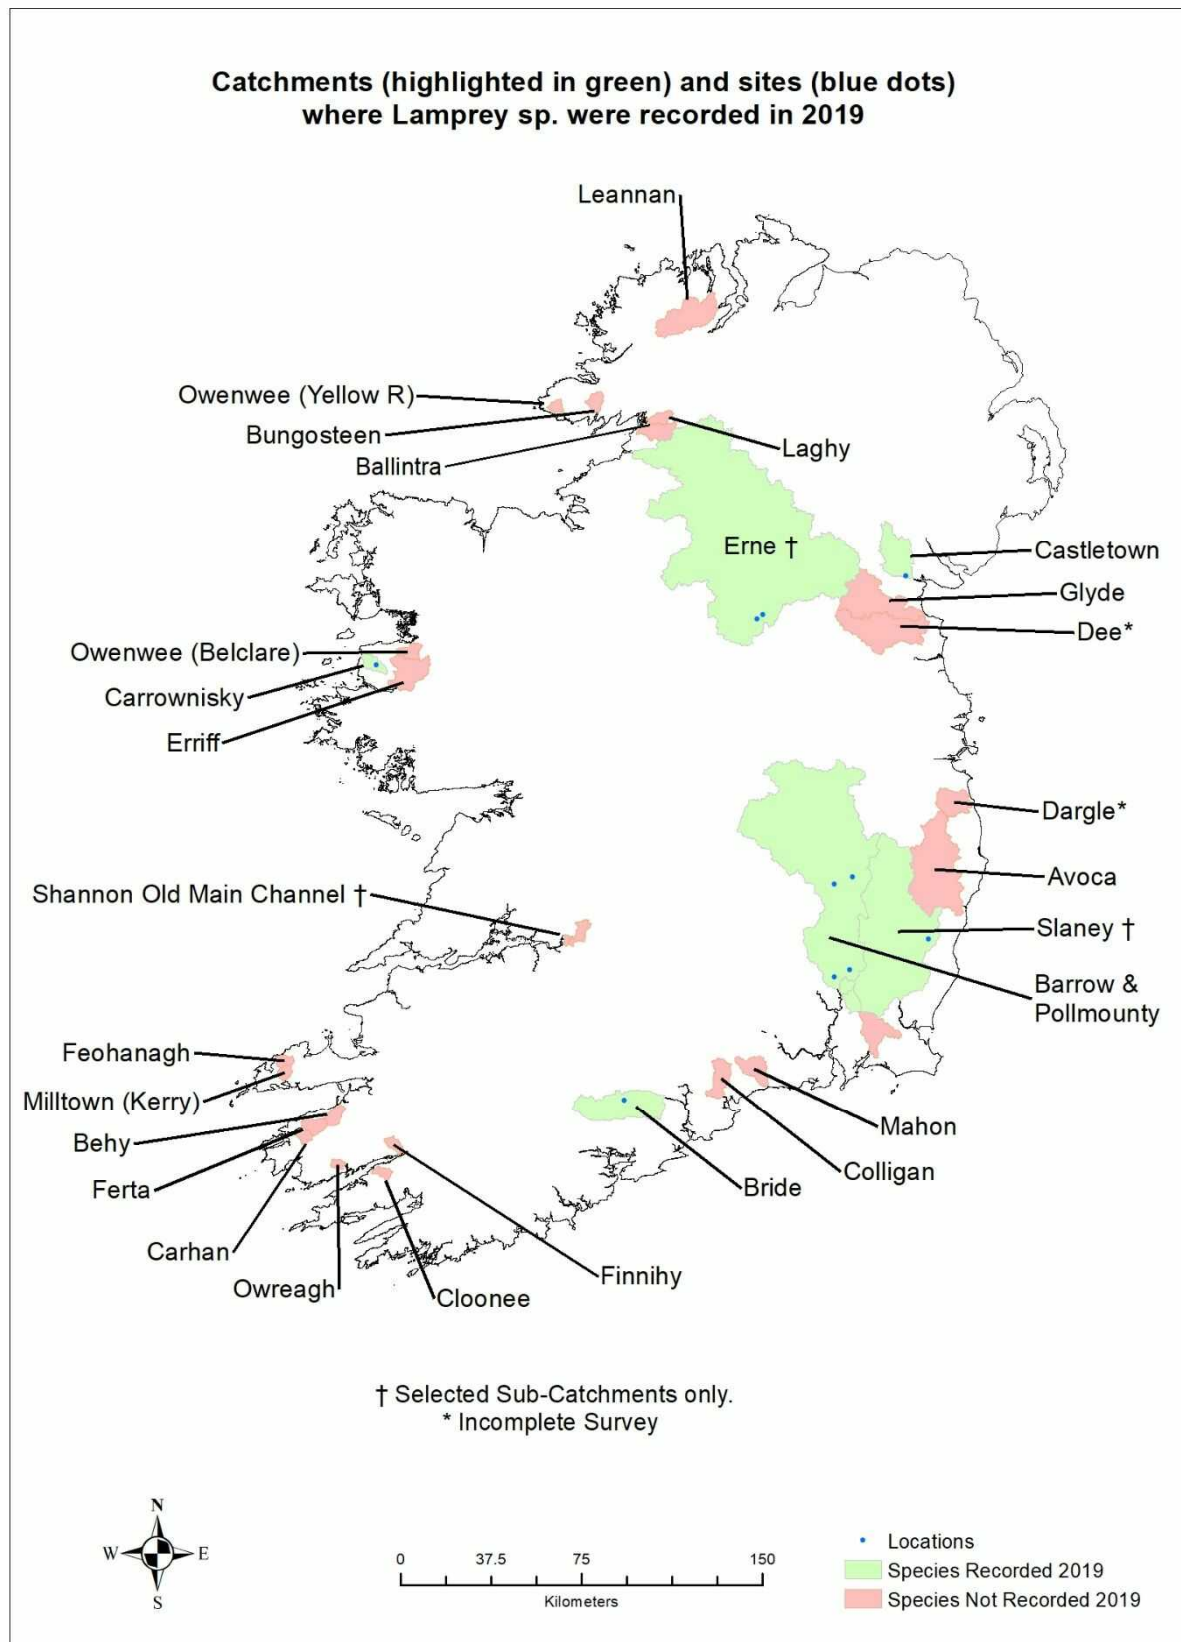 Catchments (highlighted in green) and sites (blue dots)
where Lamprey sp. were recorded in 2019
Leannan
Owenwee (Yellow R)
Bungosteen
Ballintra
Laghy
Erne †
Castletown
Glyde
Dee*
Owenwee (Belclare)
Carrownisky
Erriff
Dargle*
Avoca
Shannon Old Main Channel †
Slaney †
Barrow &
Pollmounty
Feohanagh
Milltown (Kerry)
Behy
Ferta
Carhan
Owreagh
Cloonee
Finnihy
Bride
Colligan
Mahon
† Selected Sub-Catchments only.
* Incomplete Survey
N
W E
S
0 37.5 75 150
Kilometers
Locations
Species Recorded 2019
Species Not Recorded 2019